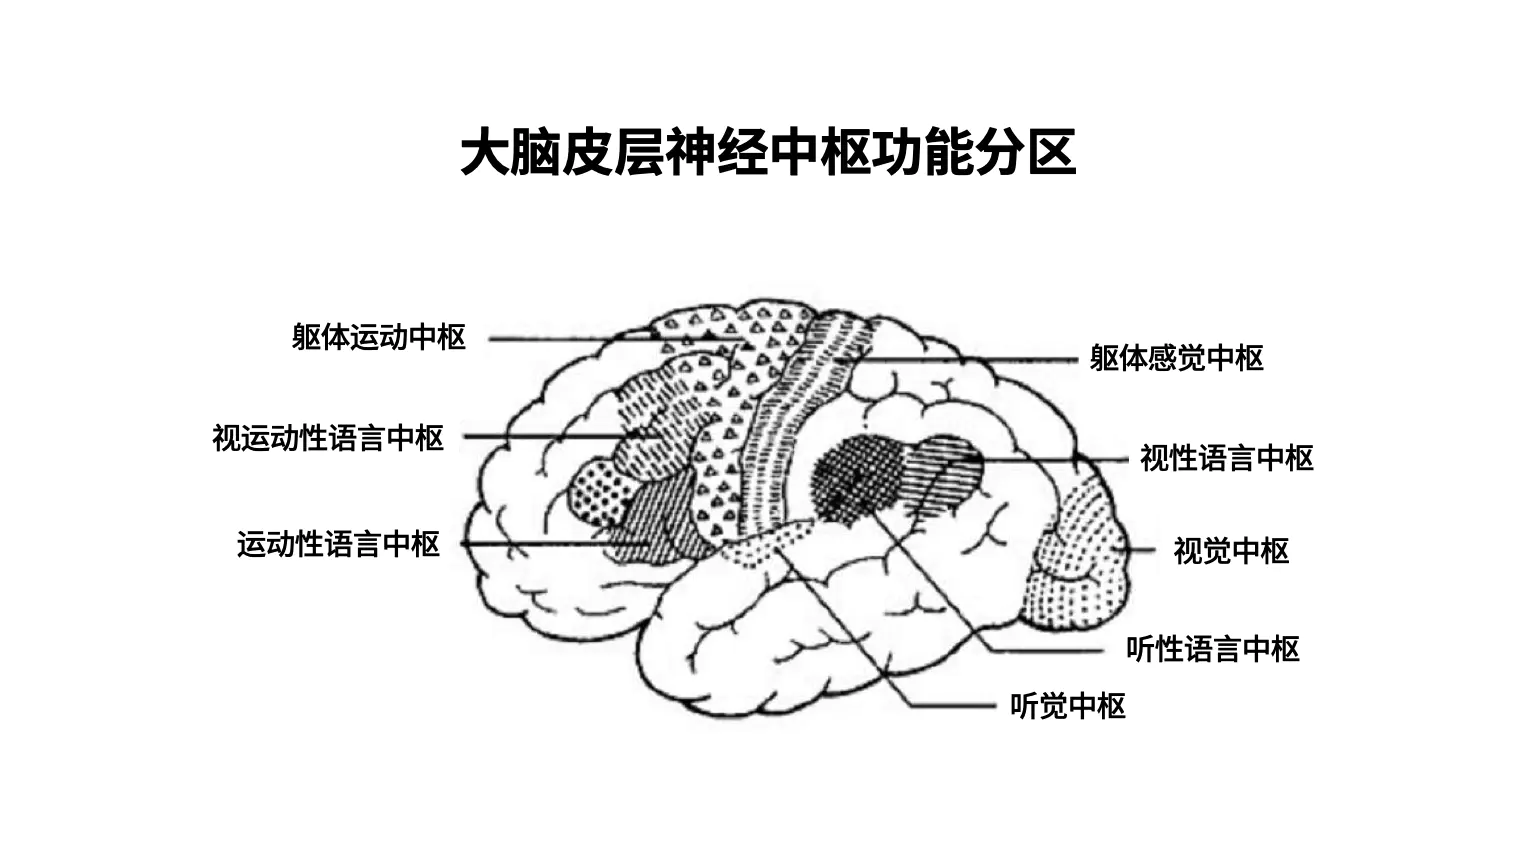 大脑皮层神经中枢功能分区
躯体运动中枢
躯体感觉中枢
视运动性语言中枢
视性语言中枢
运动性语言中枢
视觉中枢
听性语言中枢
听觉中枢